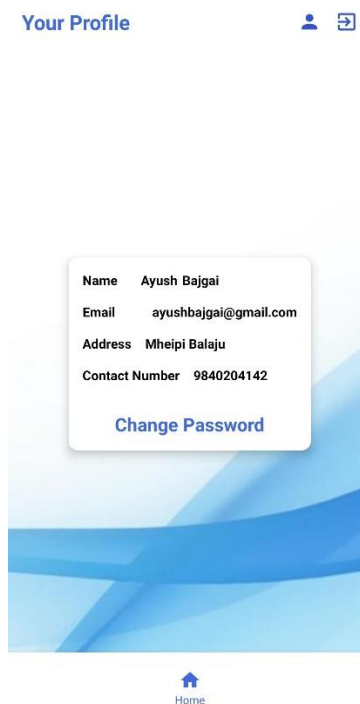 Your Profile
Name Ayush Bajgai
Email ayushbajgai@gmail.com
Address Mheipi Balaju
Contact Number 9840204142
Change Password
Home